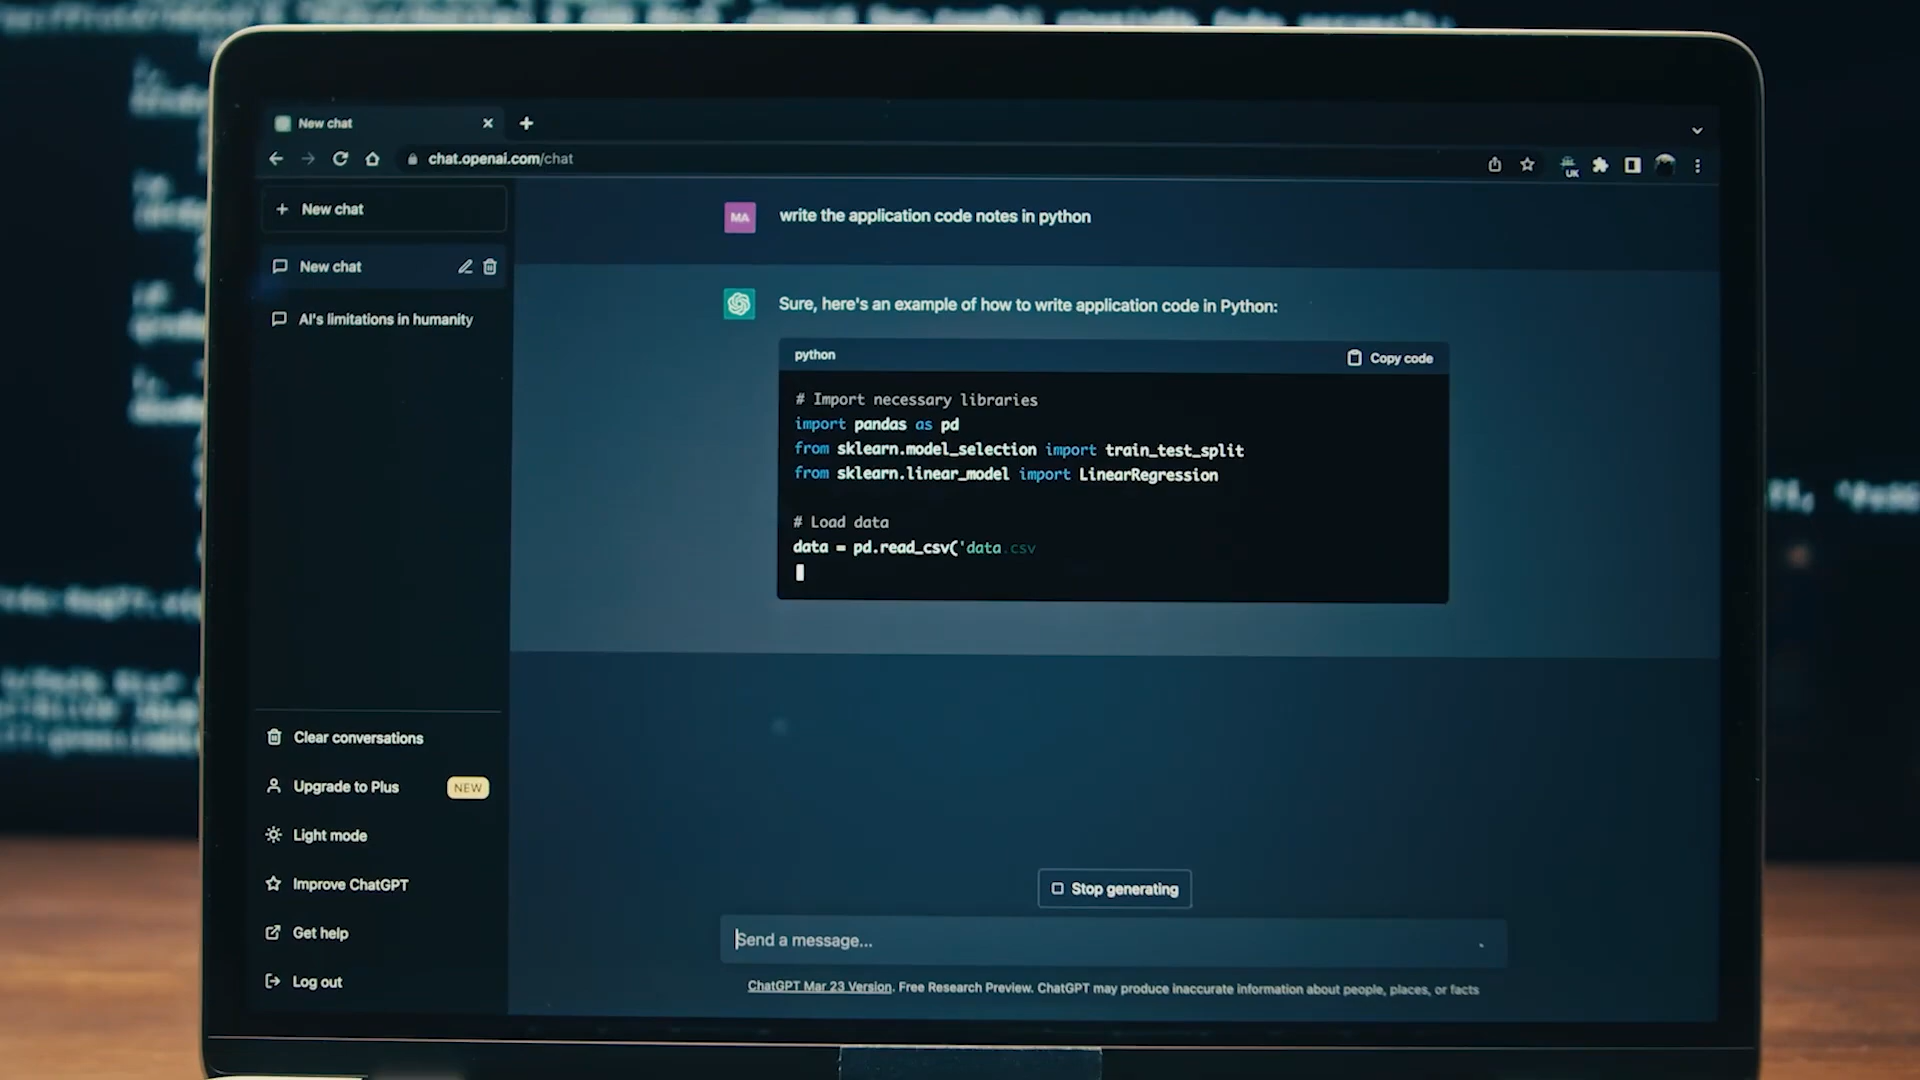 New chat
chat.openai.com/chat
UK
New chat
New chat
AI's limitations in humanity
Clear conversations
Upgrade to Plus NEW
Light mode
Improve ChatGPT
Get help
Log out
MA write the application code notes in python
Sure, here's an example of how to write application code in Python:
python Copy code
# Import necessary libraries
import pandas as pd
from sklearn.model_selection import train_test_split
from sklearn.linear_model import LinearRegression
# Load data
data = pd.read_csv('data.csv
Stop generating
Send a message...
ChatGPT Mar 23 Version. Free Research Preview. ChatGPT may produce inaccurate information about people, places, or facts